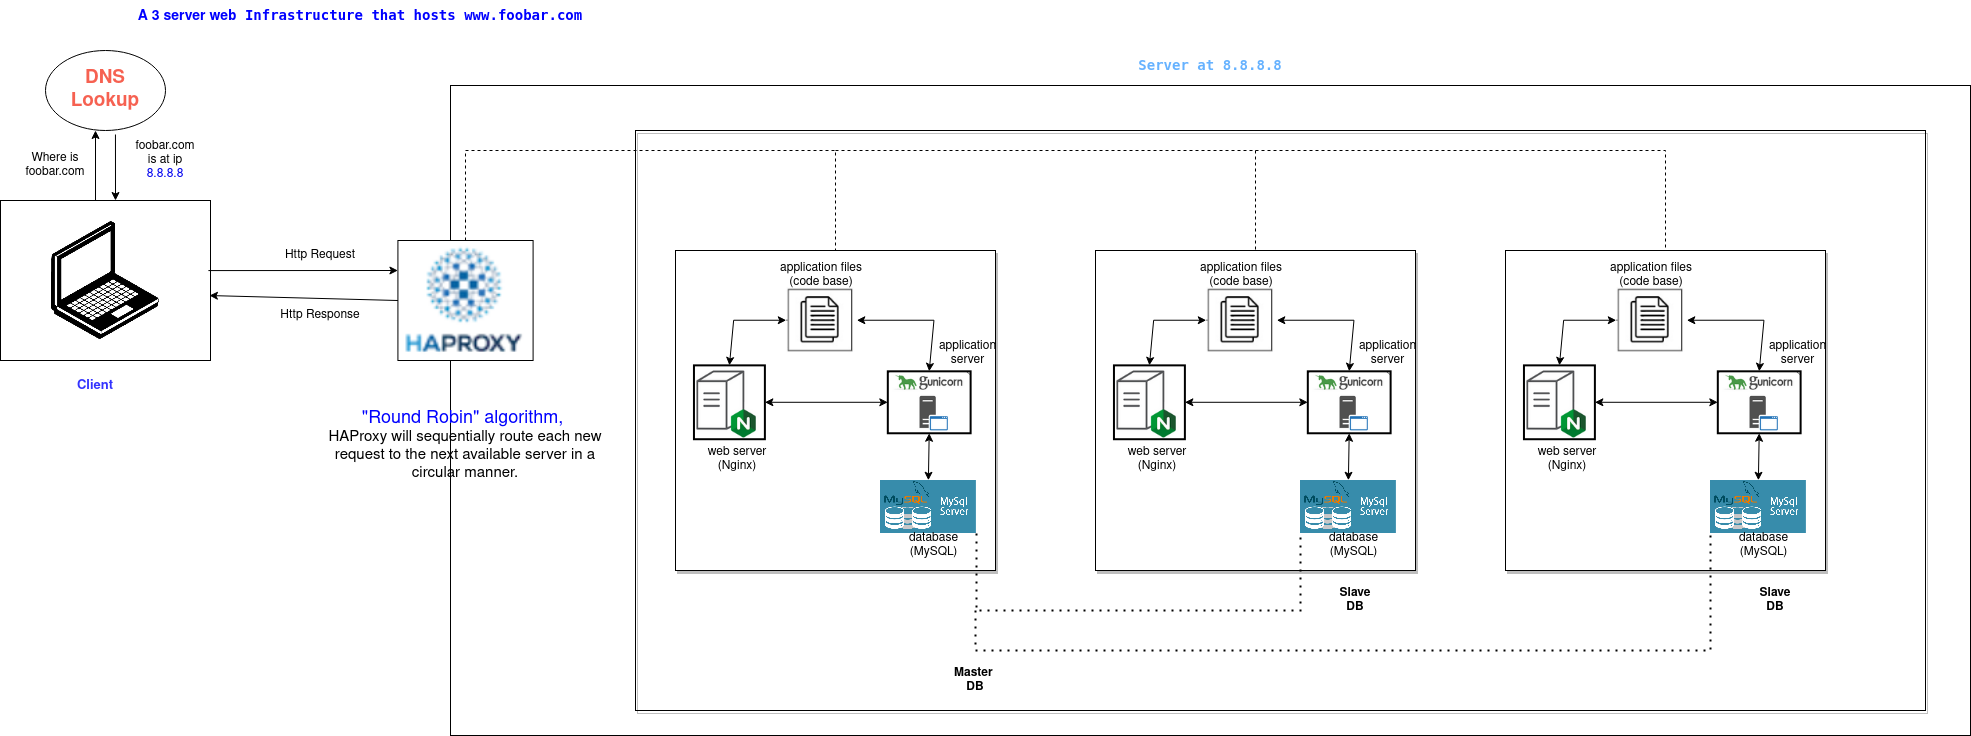 A 3 server web Infrastructure that hosts www.foobar.com
Server at 8.8.8.8
DNS
Lookup
Where is
foobar.com
foobar.com
is at ip
8.8.8.8
Http Request
Http Response
HAPROXY
Client
"Round Robin" algorithm,
HAProxy will sequentially route each new
request to the next available server in a
circular manner.
application files
(code base)
application
server
gunicorn
web server
(Nginx)
N
MySQL
MySql
Server
database
(MySQL)
application files
(code base)
application
server
gunicorn
web server
(Nginx)
N
MySQL
MySql
Server
database
(MySQL)
application files
(code base)
application
server
gunicorn
web server
(Nginx)
N
MySQL
MySql
Server
database
(MySQL)
Slave
DB
Slave
DB
Master
DB